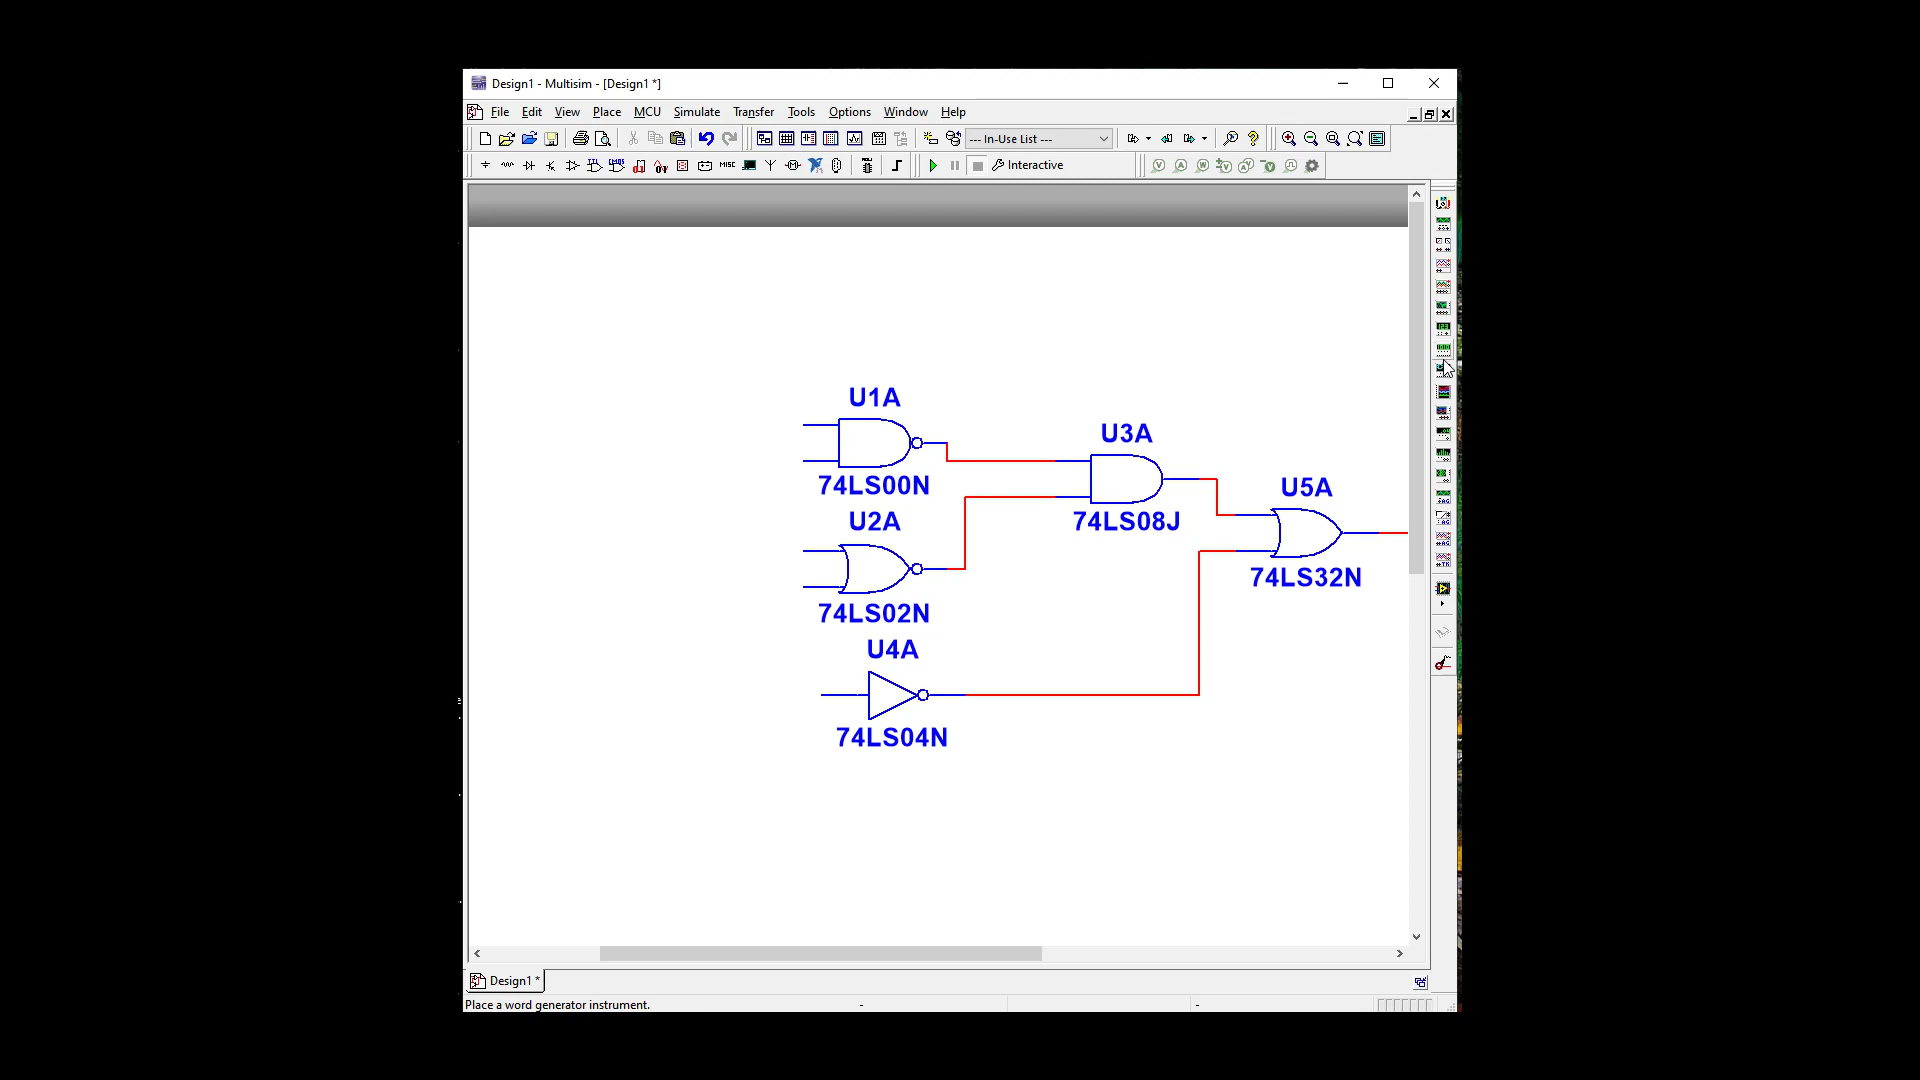 Design1 - Multisim - [Design1 *]
File Edit View Place MCU Simulate Transfer Tools Options Window Help
--- In-Use List ---
MISC Interactive
U1A
74LS00N
U2A
74LS02N
U4A
74LS04N
U3A
74LS08J
U5A
74LS32N
Design1 *
Place a word generator instrument.